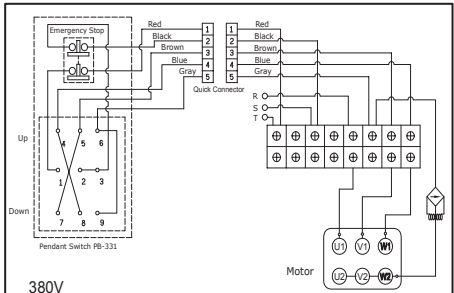 Emergency Stop
Red
Black
Brown
Blue
Gray
1
2
3
4
5
Quick Connector
1
2
3
4
5
Red
Black
Brown
Blue
Gray
R
S
T
Up
4 5 6
1 2 3
Down
7 8 9
Pendant Switch PB-331
U1 V1 W1
Motor
U2 V2 W2
380V